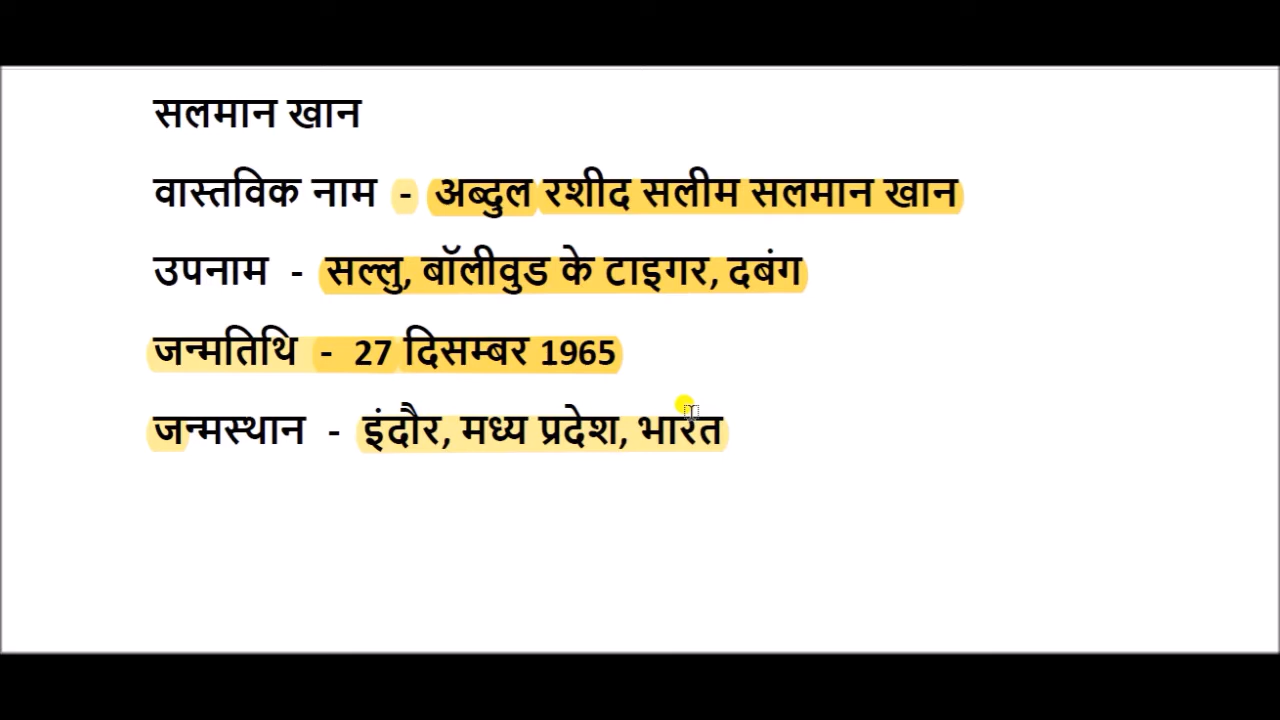 सलमान खान
वास्तविक नाम - अब्दुल रशीद सलीम सलमान खान
उपनाम - सल्लु, बॉलीवुड के टाइगर, दबंग
जन्मतिथि - 27 दिसम्बर 1965
जन्मस्थान - इंदौर, मध्य प्रदेश, भारत